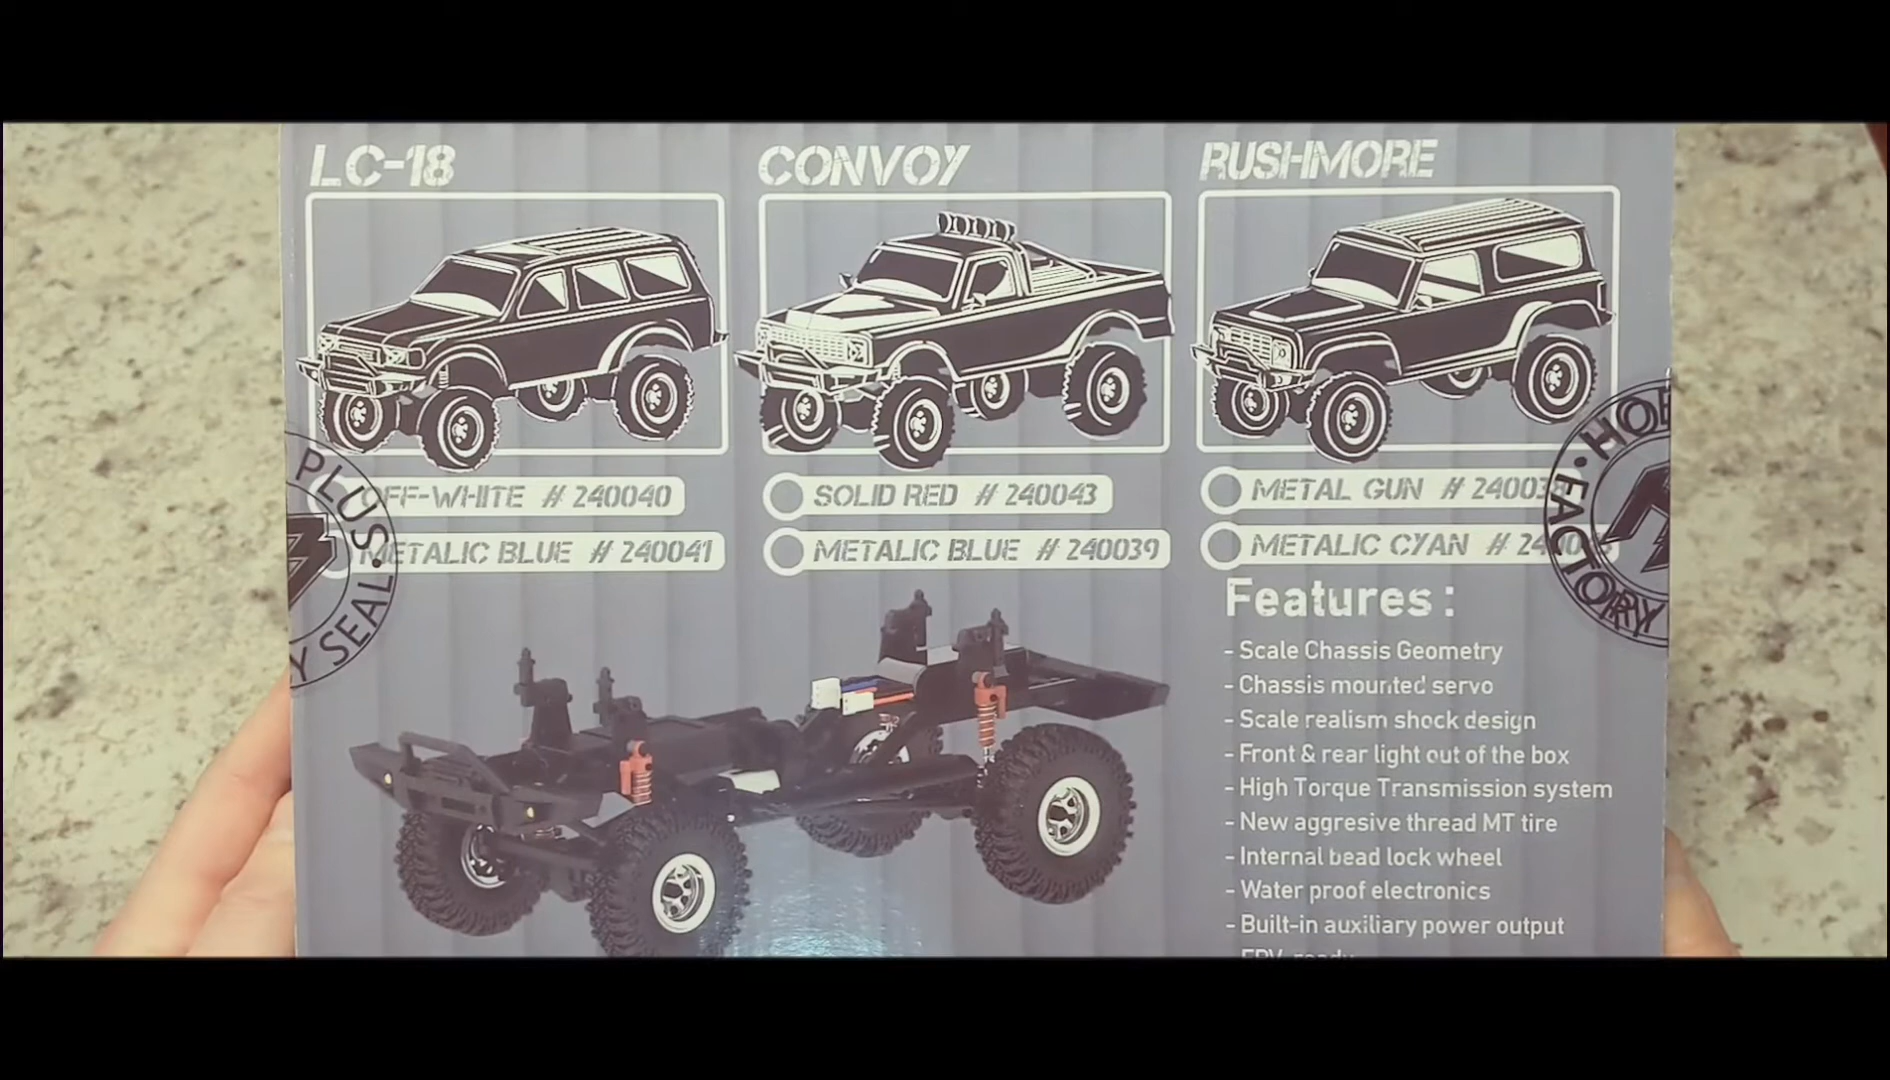 LC-18
CONVOY
RUSHMORE
OFF-WHITE # 240040
METALIC BLUE # 240041
SOLID RED # 240043
METALIC BLUE # 240039
METAL GUN
METALIC CYAN
PLUS
SEAL
FACTORY
Features :
- Scale Chassis Geometry
- Chassis mounted servo
- Scale realism shock design
- Front & rear light out of the box
- High Torque Transmission system
- New aggresive thread MT tire
- Internal bead lock wheel
- Water proof electronics
- Built-in auxiliary power output